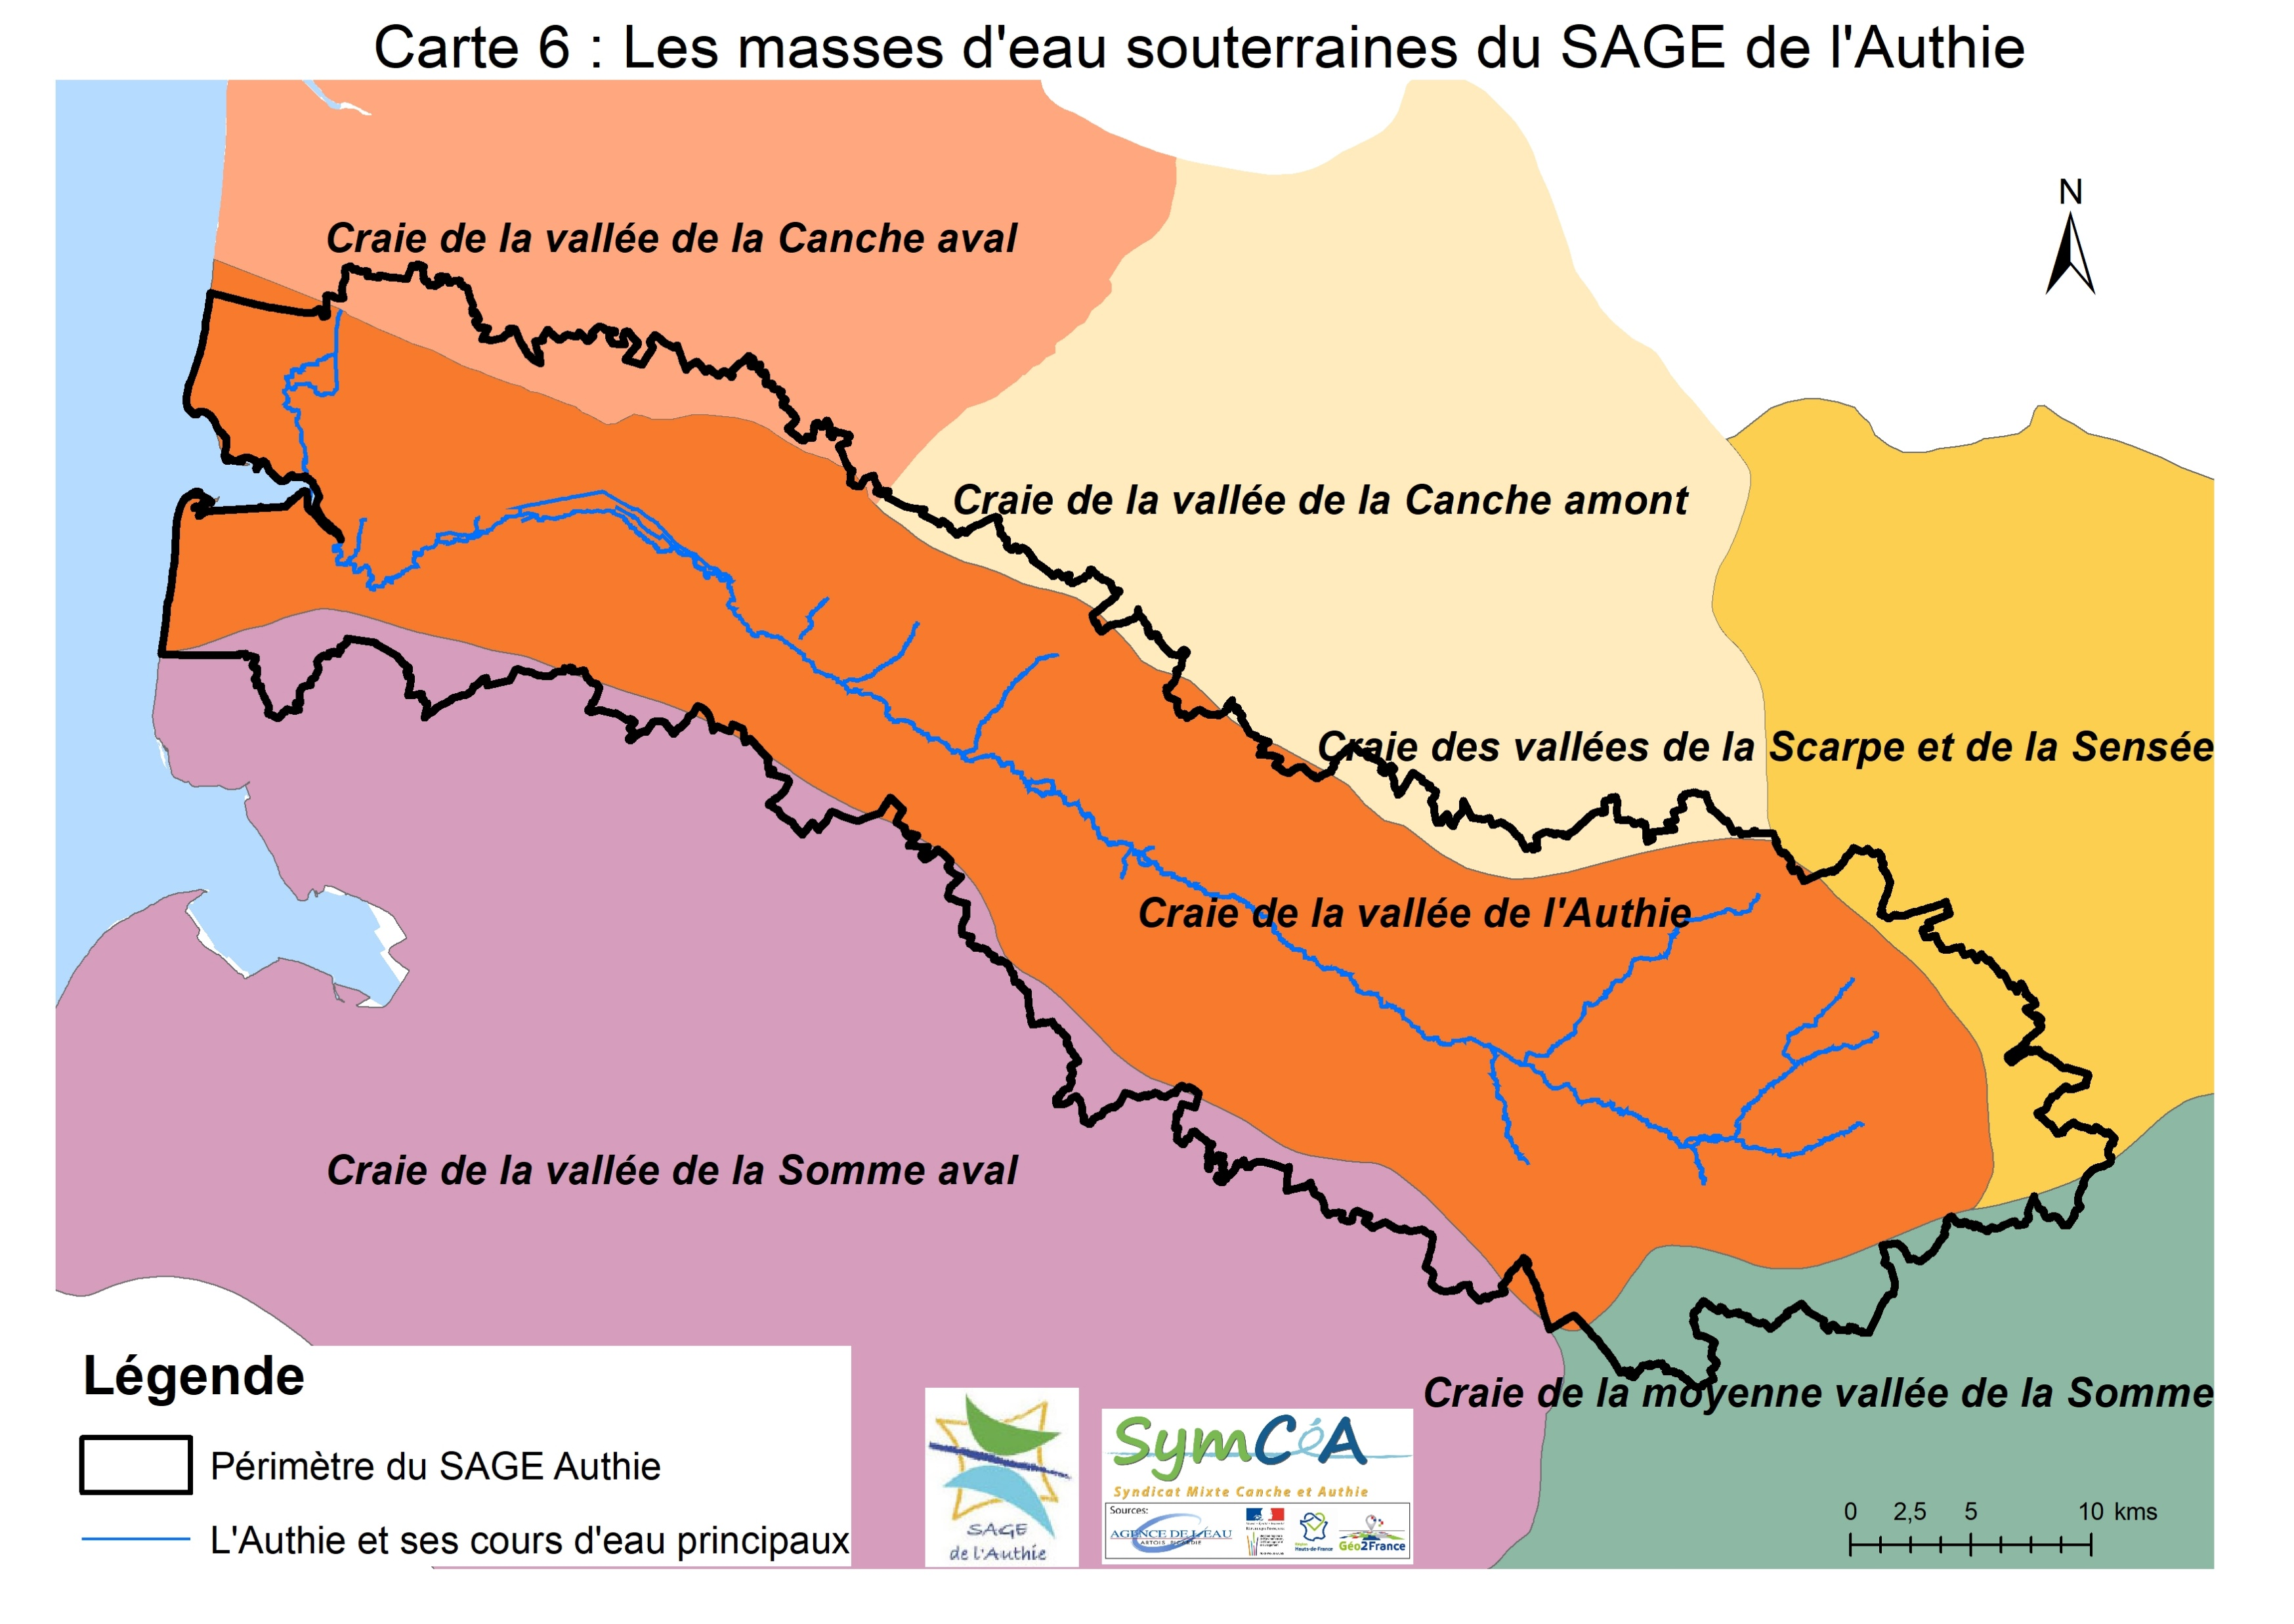 Carte 6 : Les masses d'eau souterraines du SAGE de l'Authie
N
Craie de la vallée de la Canche aval
Craie de la vallée de la Canche amont
Craie des vallées de la Scarpe et de la Sensée
Craie de la vallée de l'Authie
Craie de la vallée de la Somme aval
Craie de la moyenne vallée de la Somme
Légende
Périmètre du SAGE Authie
L'Authie et ses cours d'eau principaux
SAGE
de l'Authie
SymCéA
Syndicat Mixte Canche et Authie
Sources:
AGENCE DE L'EAU
ARTOIS PICARDIE
Hauts-de-France
Géo2France
0 2,5 5 10 kms